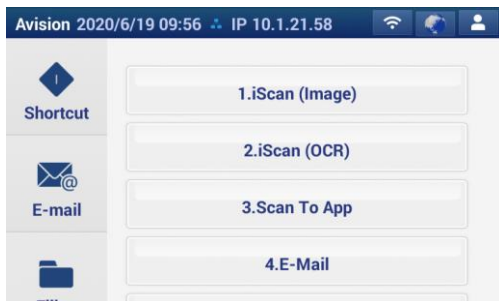 Avision 2020/6/19 09:56 IP 10.1.21.58
Shortcut
1.iScan (Image)
2.iScan (OCR)
E-mail
3.Scan To App
4.E-Mail